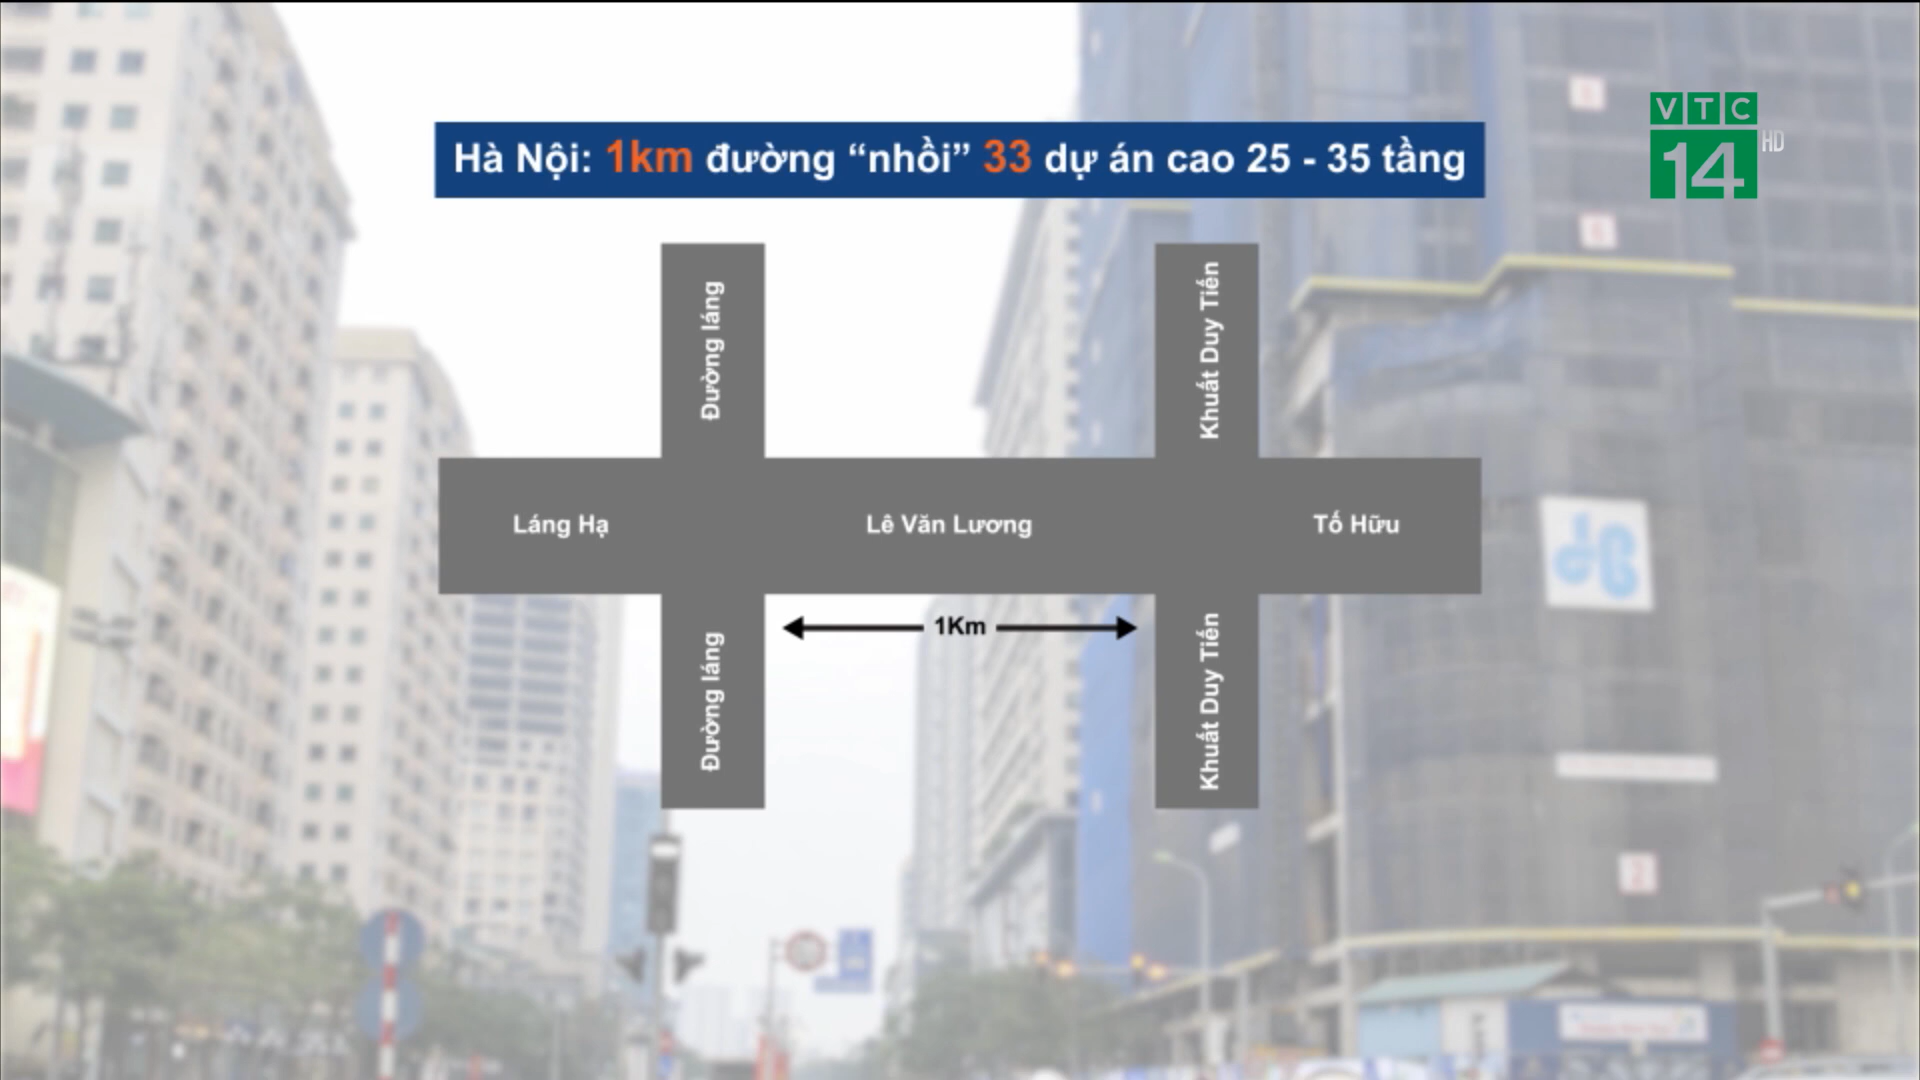 VTC
14
HD
Hà Nội: 1km đường “nhồi” 33 dự án cao 25 - 35 tầng
Đường láng
Khuất Duy Tiến
Láng Hạ
Lê Văn Lương
Tố Hữu
1Km
Đường láng
Khuất Duy Tiến